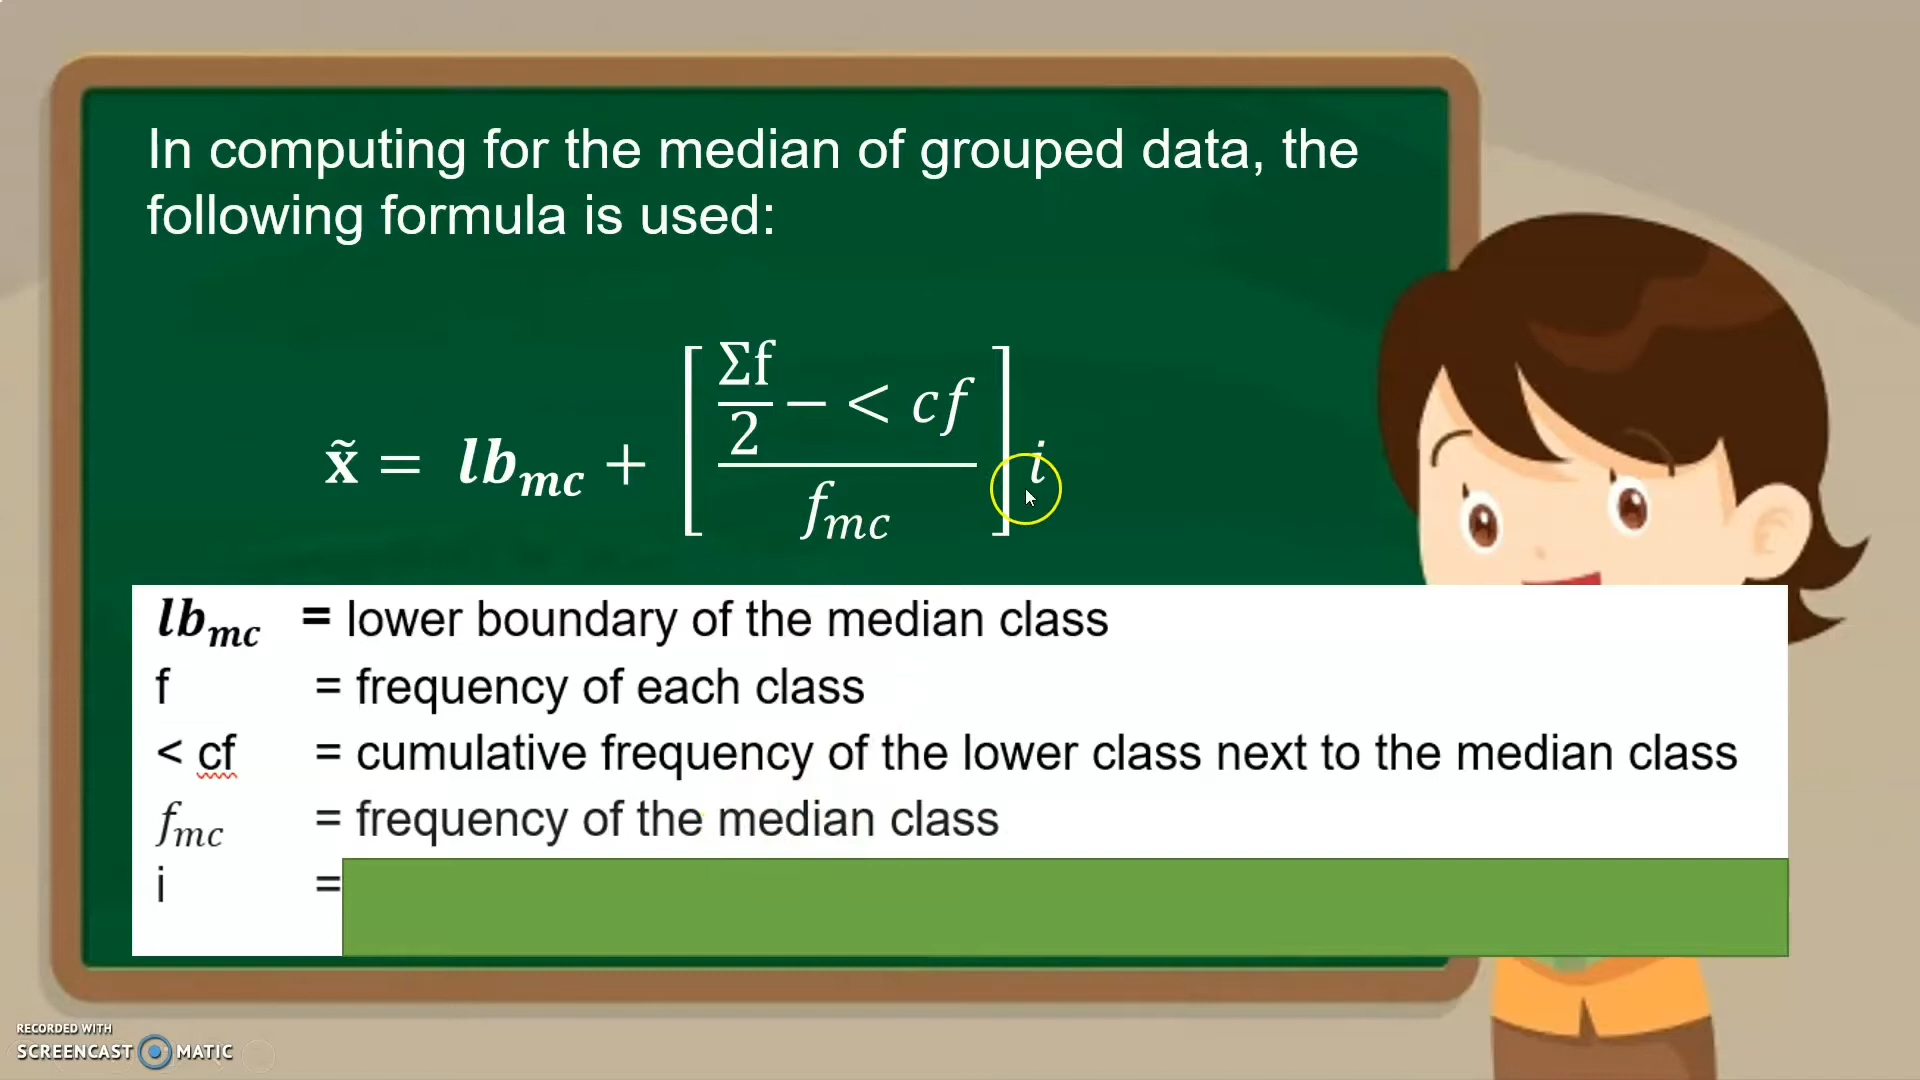 In computing for the median of grouped data, the
following formula is used:
x̃ = lb_mc + [ (Σf/2 − < cf) / f_mc ] i
lb_mc = lower boundary of the median class
f = frequency of each class
< cf = cumulative frequency of the lower class next to the median class
f_mc = frequency of the median class
i =
RECORDED WITH
SCREENCAST MATIC